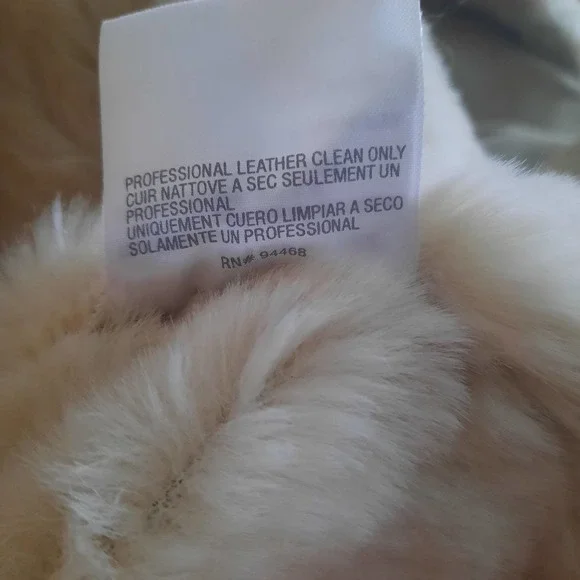 PROFESSIONAL LEATHER CLEAN ONLY
CUIR NATTOVE A SEC SEULEMENT UN
PROFESSIONAL
UNIQUEMENT CUERO LIMPIAR A SECO
SOLAMENTE UN PROFESSIONAL
RN# 94468